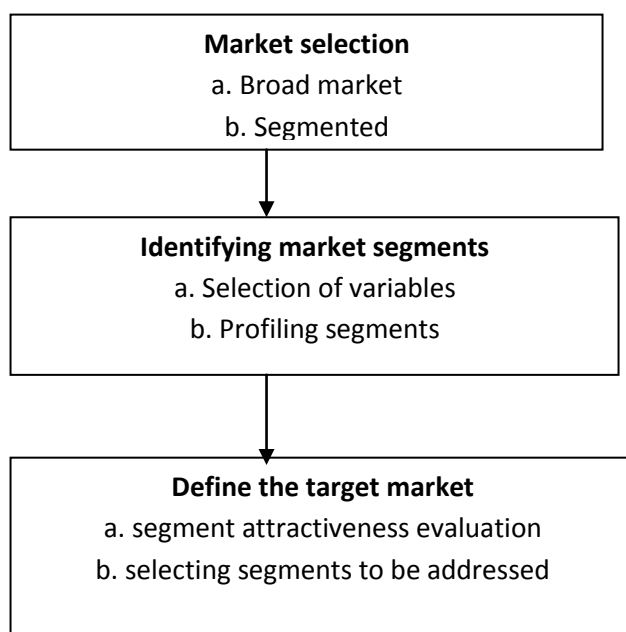 Market selection
a. Broad market
b. Segmented
Identifying market segments
a. Selection of variables
b. Profiling segments
Define the target market
a. segment attractiveness evaluation
b. selecting segments to be addressed